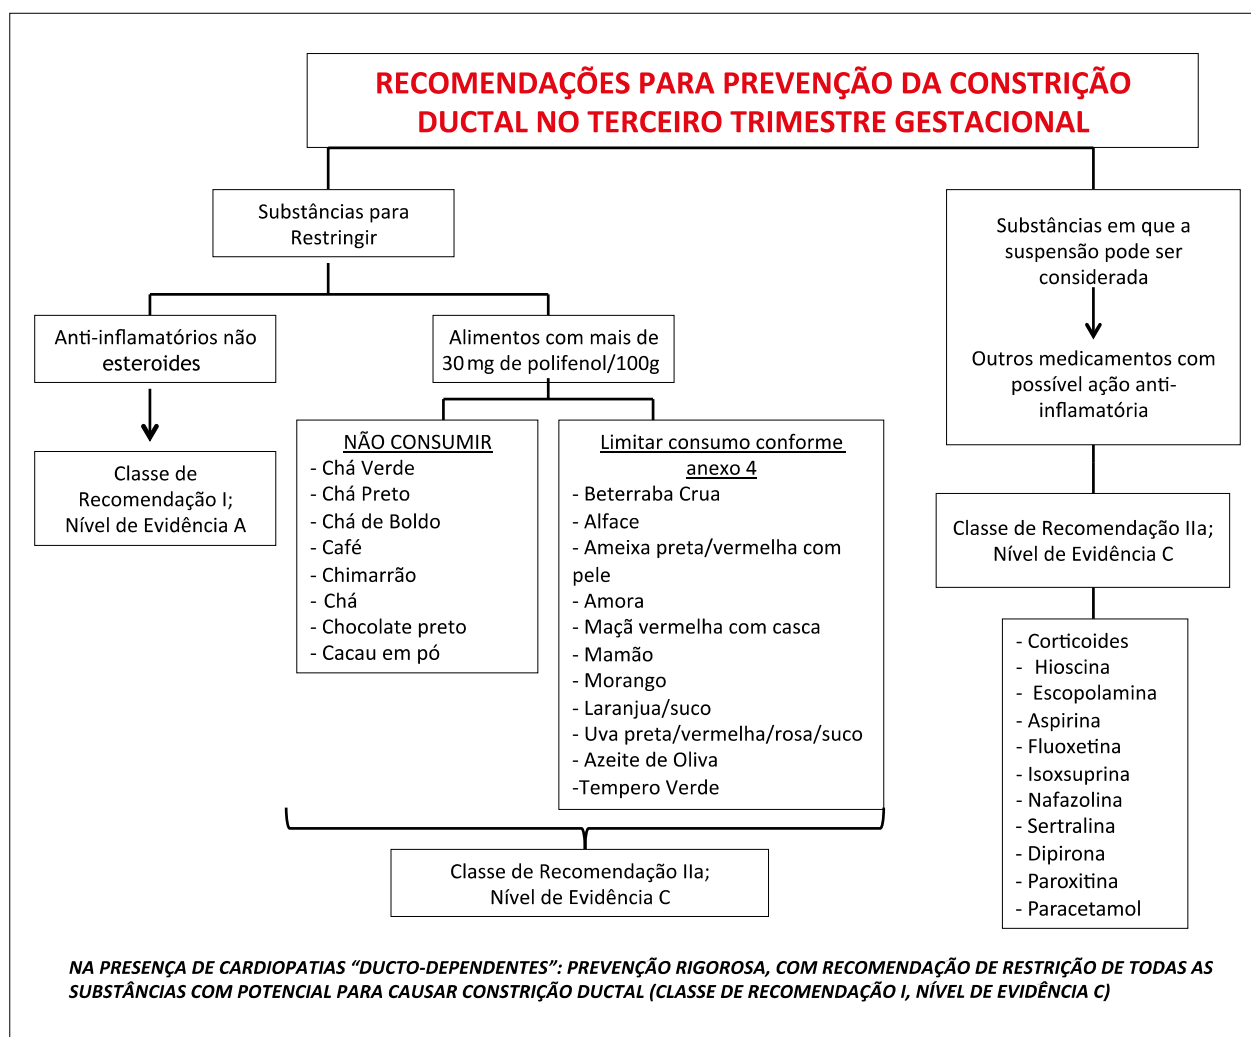 RECOMENDAÇÕES PARA PREVENÇÃO DA CONSTRIÇÃO
DUCTAL NO TERCEIRO TRIMESTRE GESTACIONAL
Substâncias para
Restringir
Anti-inflamatórios não
esteroides
Classe de
Recomendação I;
Nível de Evidência A
Alimentos com mais de
30 mg de polifenol/100g
NÃO CONSUMIR
- Chá Verde
- Chá Preto
- Chá de Boldo
- Café
- Chimarrão
- Chá
- Chocolate preto
- Cacau em pó
Limitar consumo conforme
anexo 4
- Beterraba Crua
- Alface
- Ameixa preta/vermelha com
pele
- Amora
- Maçã vermelha com casca
- Mamão
- Morango
- Laranjua/suco
- Uva preta/vermelha/rosa/suco
- Azeite de Oliva
-Tempero Verde
Classe de Recomendação IIa;
Nível de Evidência C
Substâncias em que a
suspensão pode ser
considerada
Outros medicamentos com
possível ação anti-
inflamatória
Classe de Recomendação IIa;
Nível de Evidência C
- Corticoides
- Hioscina
- Escopolamina
- Aspirina
- Fluoxetina
- Isoxsuprina
- Nafazolina
- Sertralina
- Dipirona
- Paroxitina
- Paracetamol
NA PRESENÇA DE CARDIOPATIAS “DUCTO-DEPENDENTES”: PREVENÇÃO RIGOROSA, COM RECOMENDAÇÃO DE RESTRIÇÃO DE TODAS AS
SUBSTÂNCIAS COM POTENCIAL PARA CAUSAR CONSTRIÇÃO DUCTAL (CLASSE DE RECOMENDAÇÃO I, NÍVEL DE EVIDÊNCIA C)